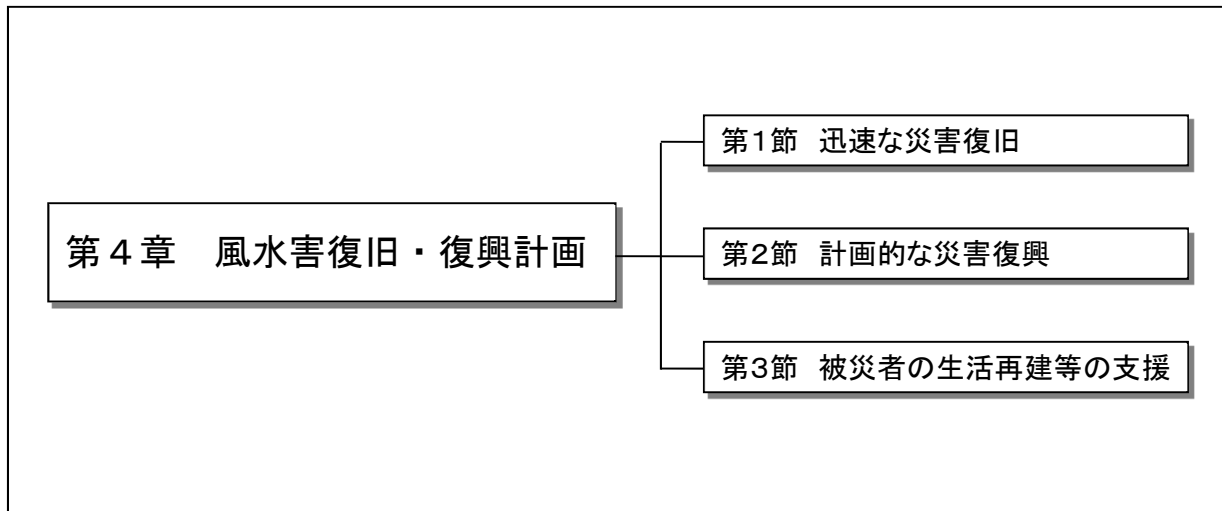 第４章　風水害復旧・復興計画
第１節　迅速な災害復旧
第２節　計画的な災害復興
第３節　被災者の生活再建等の支援